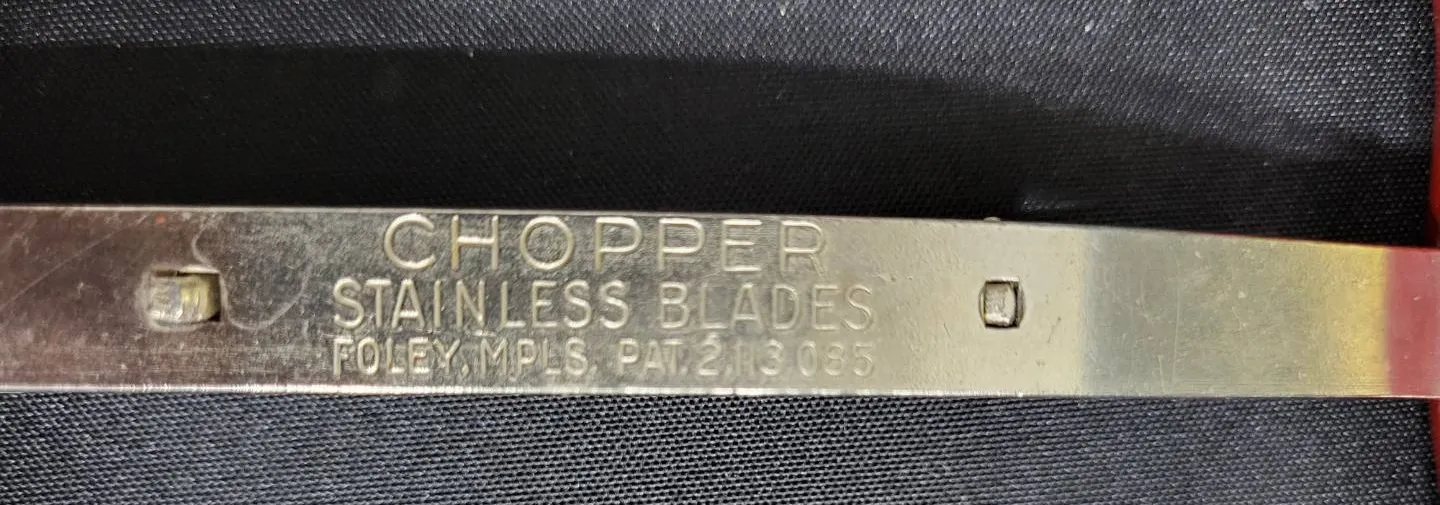 CHOPPER
STAINLESS BLADES
FOLEY, MPLS. PAT. 2,113,085